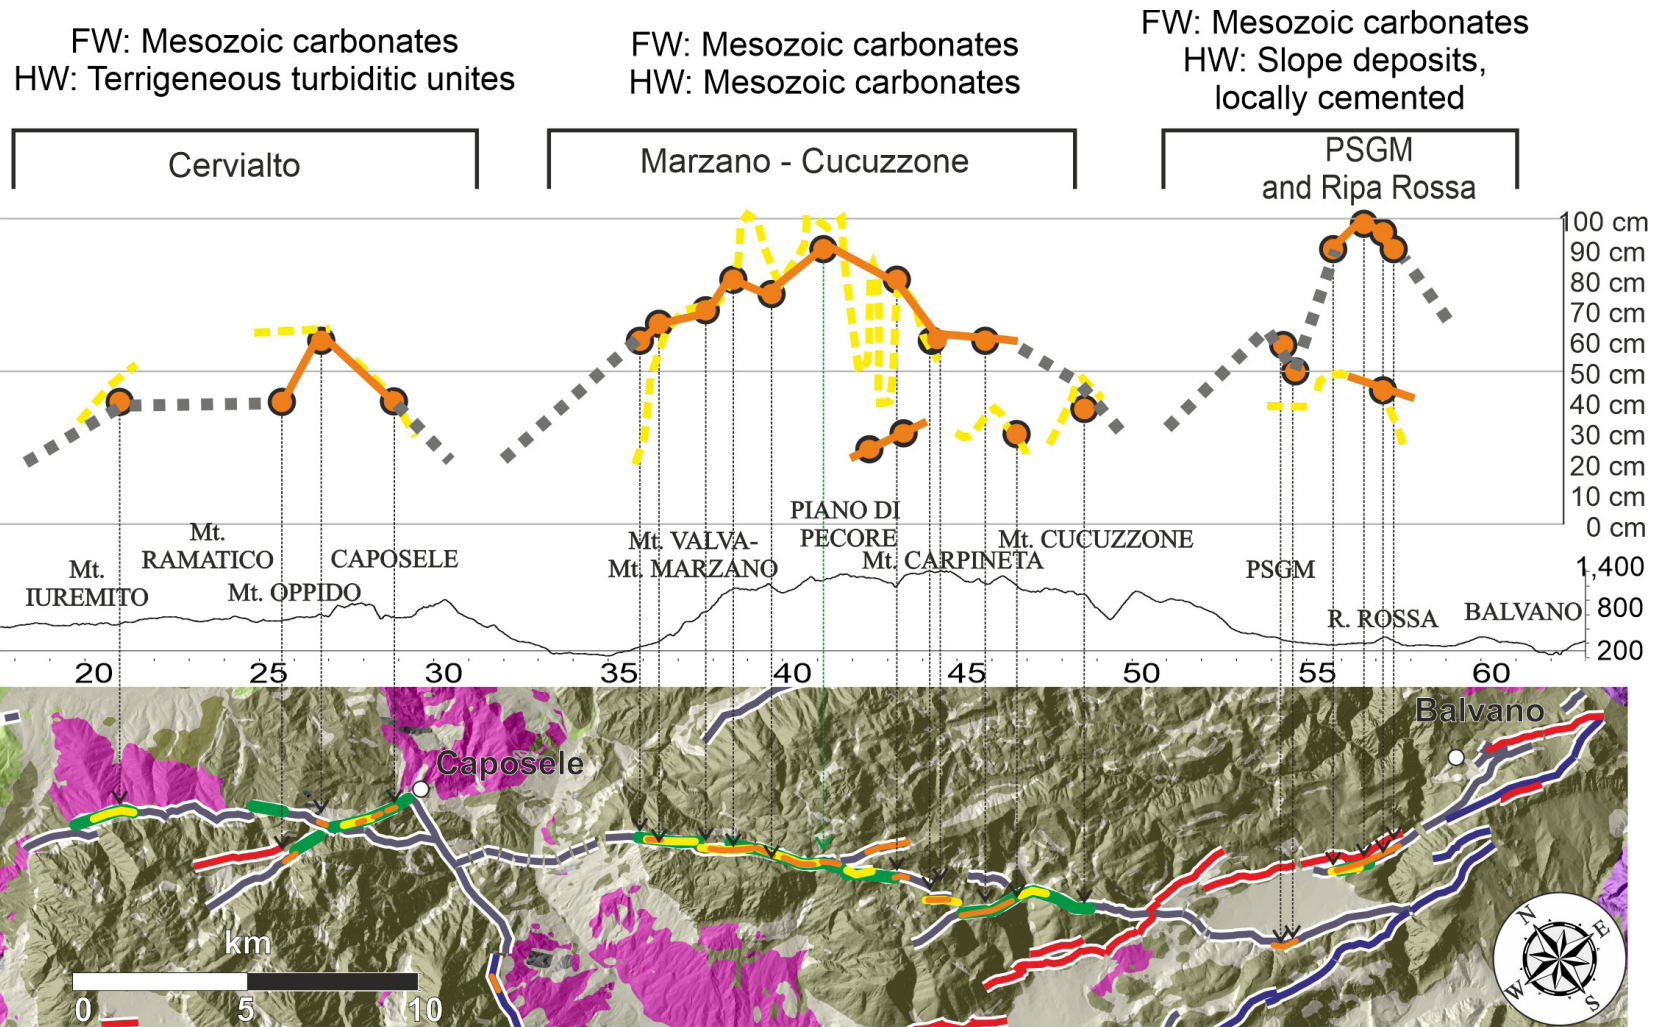 FW: Mesozoic carbonates
HW: Terrigeneous turbiditic unites
FW: Mesozoic carbonates
HW: Mesozoic carbonates
FW: Mesozoic carbonates
HW: Slope deposits,
locally cemented
Cervialto
Marzano - Cucuzzone
PSGM
and Ripa Rossa
100 cm
90 cm
80 cm
70 cm
60 cm
50 cm
40 cm
30 cm
20 cm
10 cm
0 cm
Mt.
IUREMITO
Mt.
RAMATICO
Mt. OPPIDO
CAPOSELE
Mt. VALVA-
Mt. MARZANO
PIANO DI
PECORE
Mt. CARPINETA
Mt. CUCUZZONE
PSGM
R. ROSSA
BALVANO
1,400
800
200
20 25 30 35 40 45 50 55 60
Caposele
Balvano
km
0 5 10
N
E
W
S